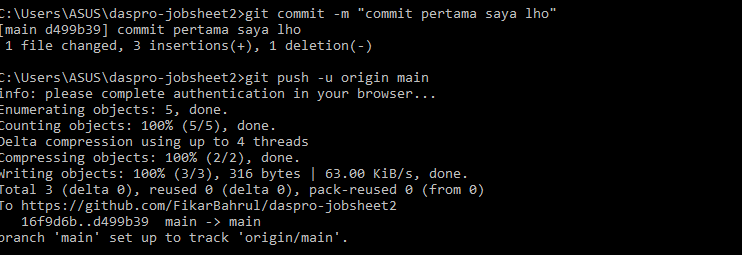 C:\Users\ASUS\daspro-jobsheet2>git commit -m "commit pertama saya lho"
[main d499b39] commit pertama saya lho
1 file changed, 3 insertions(+), 1 deletion(-)
C:\Users\ASUS\daspro-jobsheet2>git push -u origin main
info: please complete authentication in your browser...
Enumerating objects: 5, done.
Counting objects: 100% (5/5), done.
Delta compression using up to 4 threads
Compressing objects: 100% (2/2), done.
Writing objects: 100% (3/3), 316 bytes | 63.00 KiB/s, done.
Total 3 (delta 0), reused 0 (delta 0), pack-reused 0 (from 0)
To https://github.com/FikarBahrul/daspro-jobsheet2
16f9d6b..d499b39  main -> main
branch 'main' set up to track 'origin/main'.